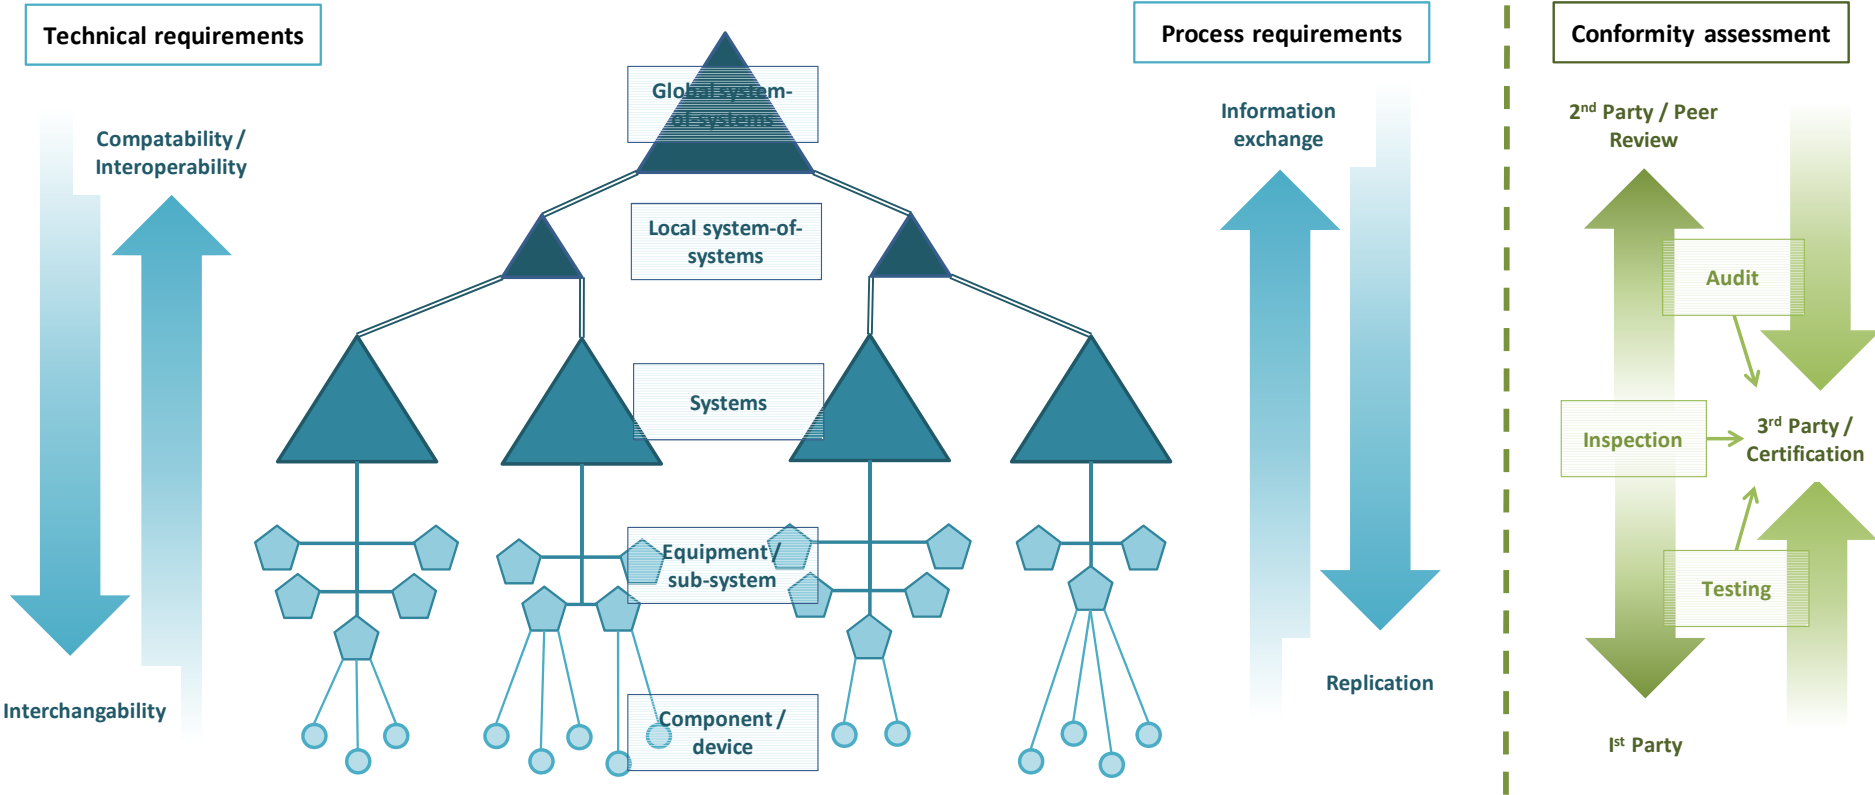 Technical requirements
Compatability /
Interoperability
Interchangability
Global system-
of-systems
Local system-of-
systems
Systems
Equipment /
sub-system
Component /
device
Process requirements
Information
exchange
Replication
Conformity assessment
2nd Party / Peer
Review
Audit
Inspection
3rd Party /
Certification
Testing
Ist Party